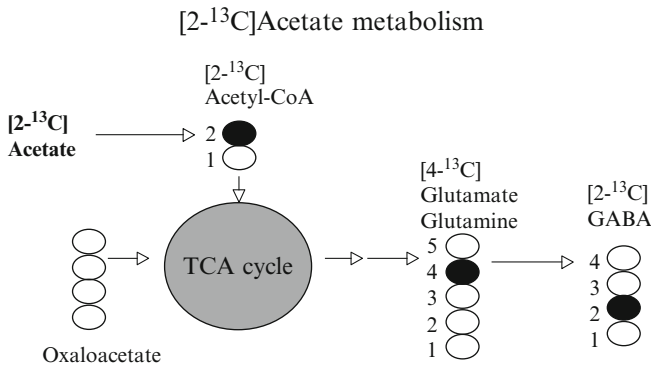 [2-¹³C]Acetate metabolism
[2-¹³C]
Acetyl-CoA
[2-¹³C]
Acetate
2
1
[4-¹³C]
Glutamate
Glutamine
[2-¹³C]
GABA
TCA cycle
Oxaloacetate
5
4
3
2
1
4
3
2
1